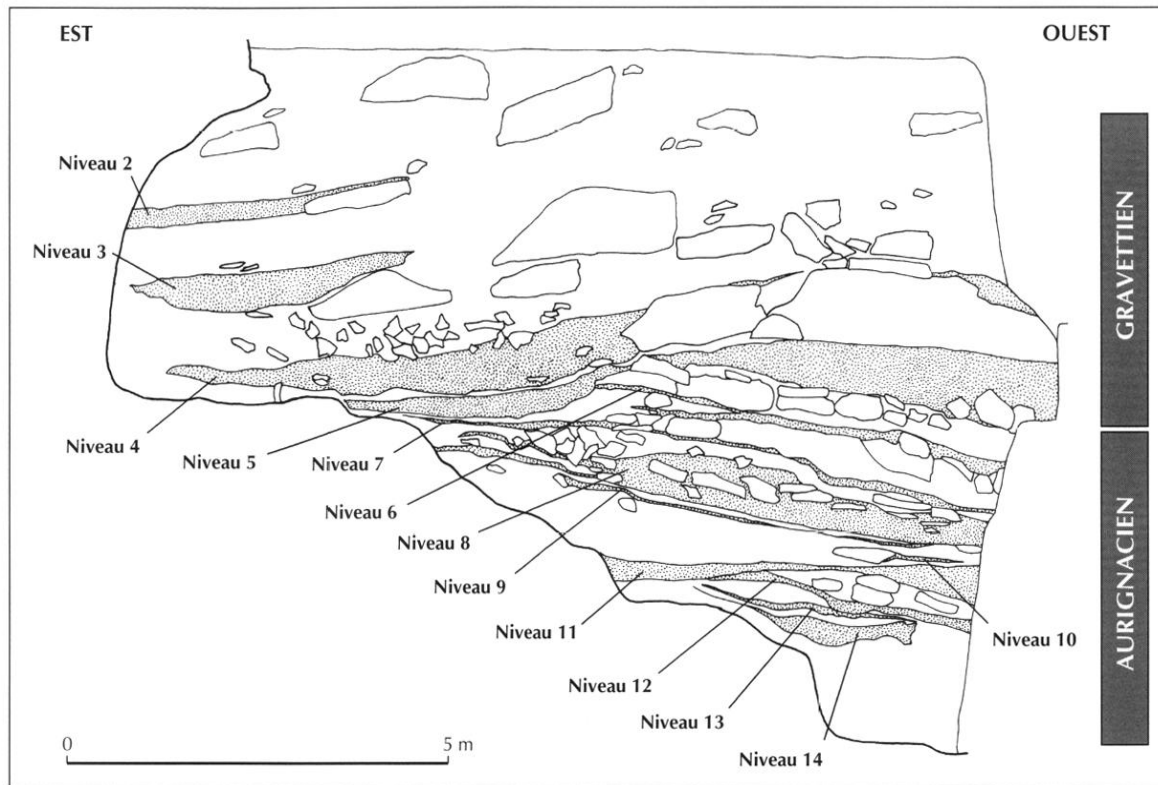 EST
OUEST
Niveau 2
Niveau 3
GRAVETTIEN
Niveau 4
Niveau 5
Niveau 7
Niveau 6
Niveau 8
Niveau 9
Niveau 11
Niveau 10
Niveau 12
Niveau 13
Niveau 14
AURIGNACIEN
0
5 m